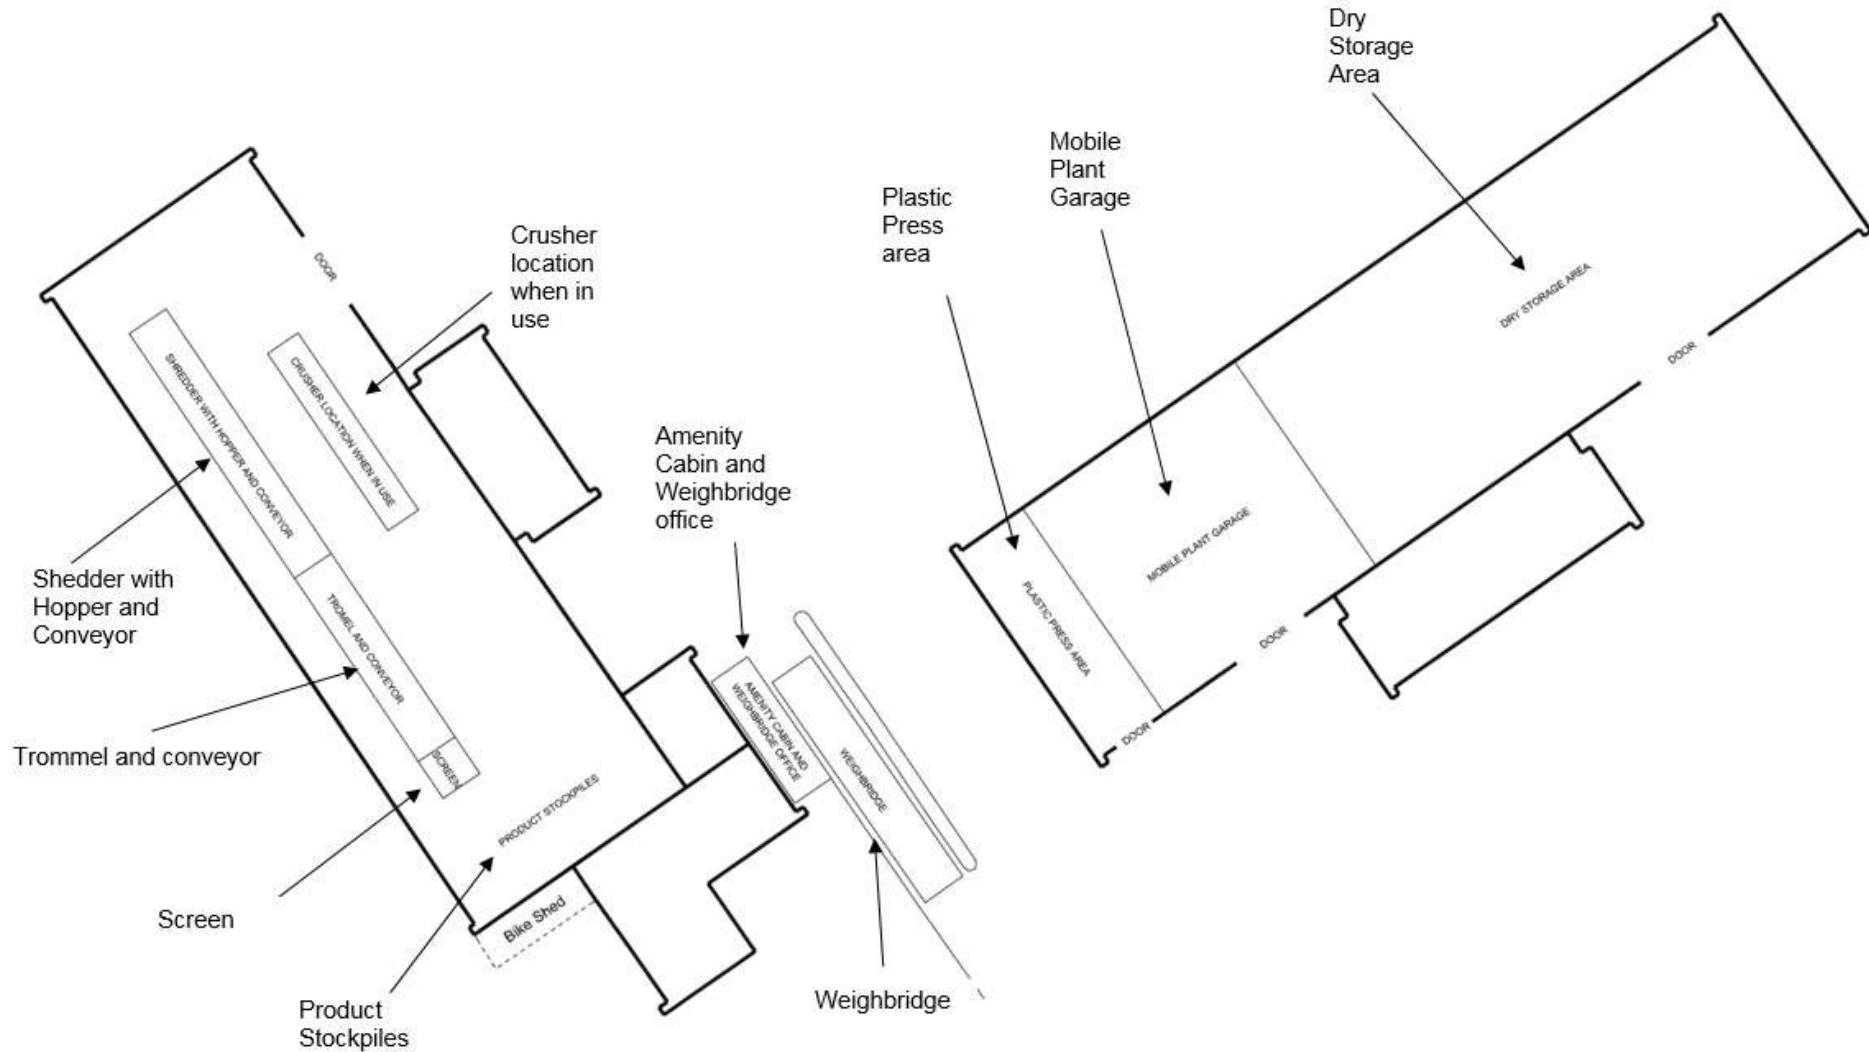 Dry
Storage
Area
Mobile
Plant
Garage
Plastic
Press
area
Crusher
location
when in
use
Amenity
Cabin and
Weighbridge
office
Shedder with
Hopper and
Conveyor
Trommel and conveyor
Screen
Product
Stockpiles
Weighbridge
DOOR
SHREDDER WITH HOPPER AND CONVEYOR
CRUSHER LOCATION WHEN IN USE
TROMEL AND CONVEYOR
SCREEN
PRODUCT STOCKPILES
Bike Shed
AMENITY CABIN AND
WEIGHBRIDGE OFFICE
WEIGHBRIDGE
PLASTIC PRESS AREA
MOBILE PLANT GARAGE
DRY STORAGE AREA
DOOR
DOOR
DOOR